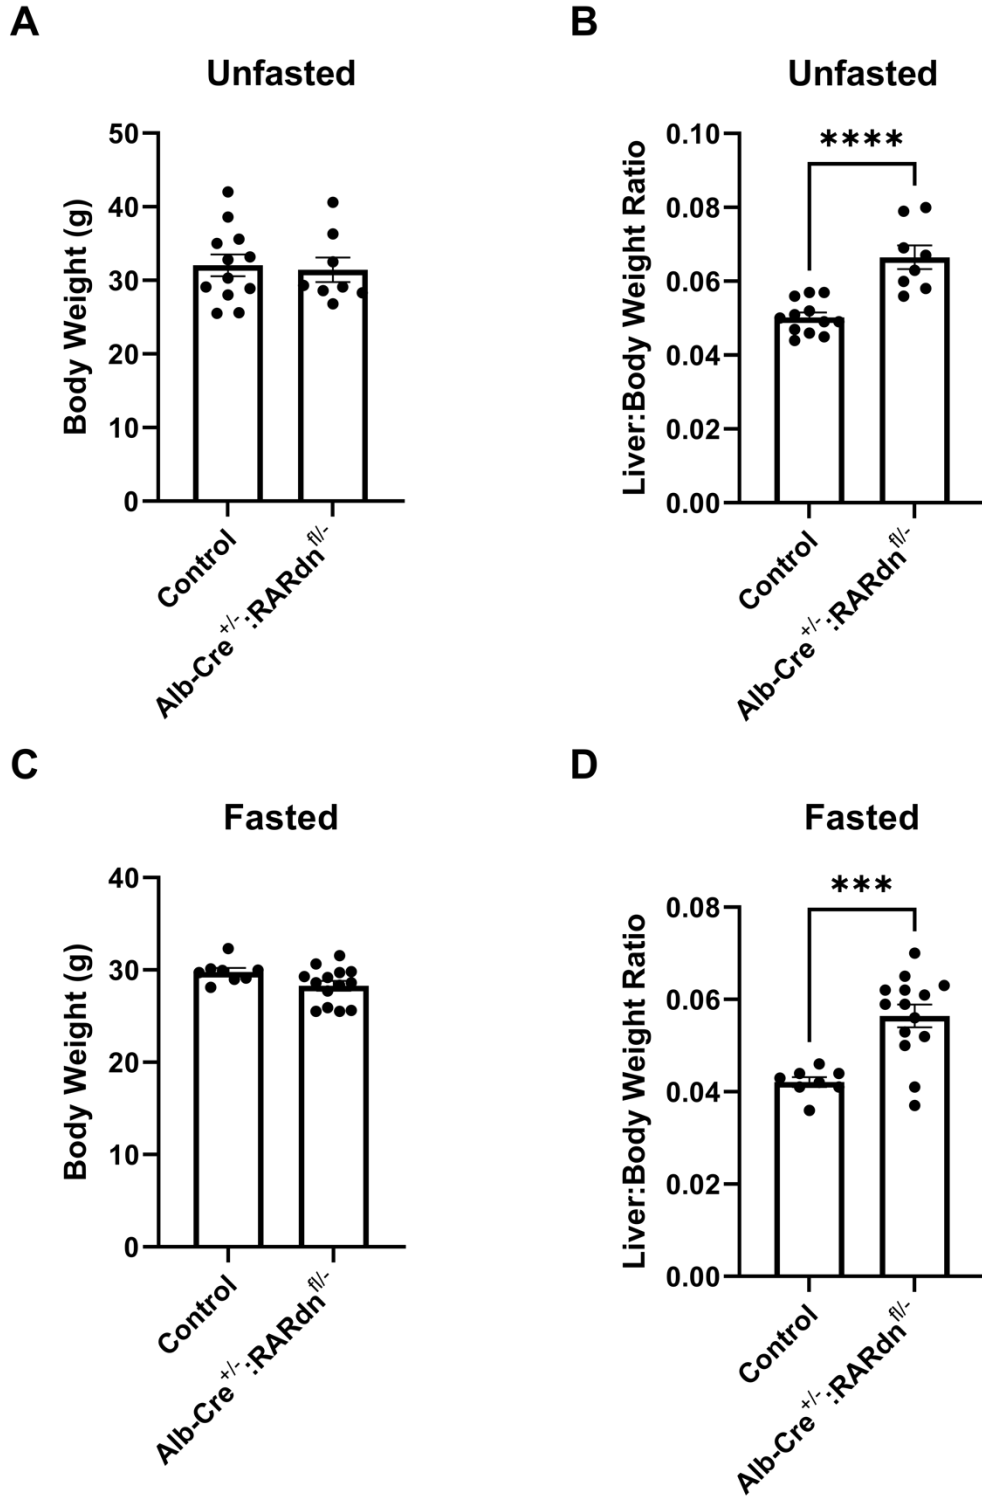 A
Unfasted
Body Weight (g)
50
40
30
20
10
0
Control
Alb-Cre+/-:RARdnfl/-
B
Unfasted
****
Liver:Body Weight Ratio
0.10
0.08
0.06
0.04
0.02
0.00
Control
Alb-Cre+/-:RARdnfl/-
C
Fasted
Body Weight (g)
40
30
20
10
0
Control
Alb-Cre+/-:RARdnfl/-
D
Fasted
***
Liver:Body Weight Ratio
0.08
0.06
0.04
0.02
0.00
Control
Alb-Cre+/-:RARdnfl/-